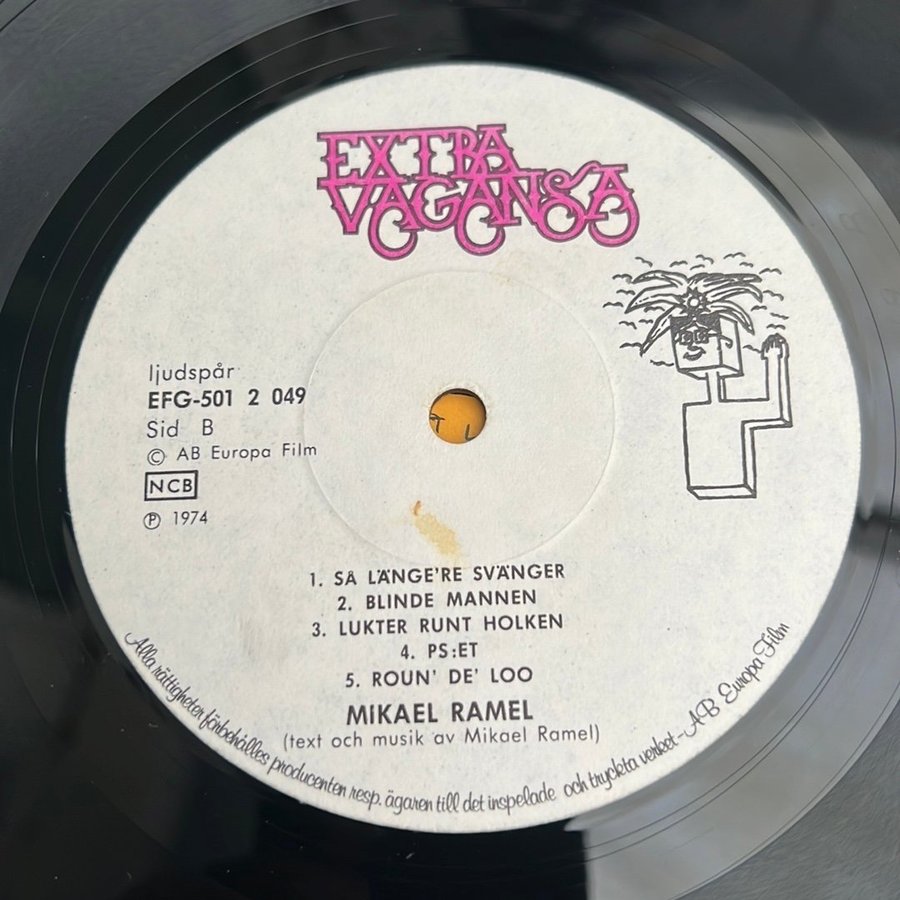 EXTRA
VAGANSA
ljudspår
EFG-501 2 049
Sid B
© AB Europa Film
NCB
℗ 1974
1. SÅ LÄNGE'RE SVÄNGER
2. BLINDE MANNEN
3. LUKTER RUNT HOLKEN
4. PS:ET
5. ROUN' DE' LOO
MIKAEL RAMEL
(text och musik av Mikael Ramel)
Alla rättigheter förbehålles producenten resp. ägaren till det inspelade och tryckta verket - AB Europa Film